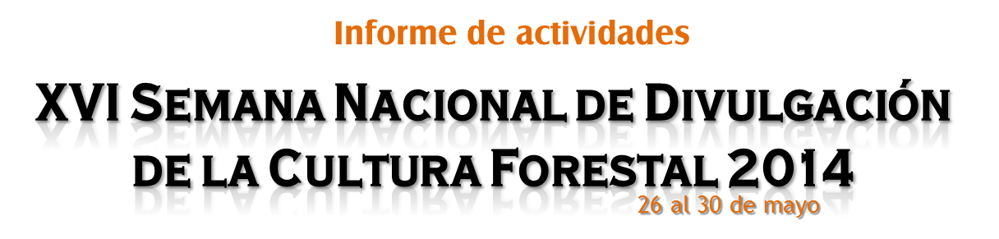 Informe de actividades
XVI Semana Nacional de Divulgación
de la Cultura Forestal 2014
26 al 30 de mayo